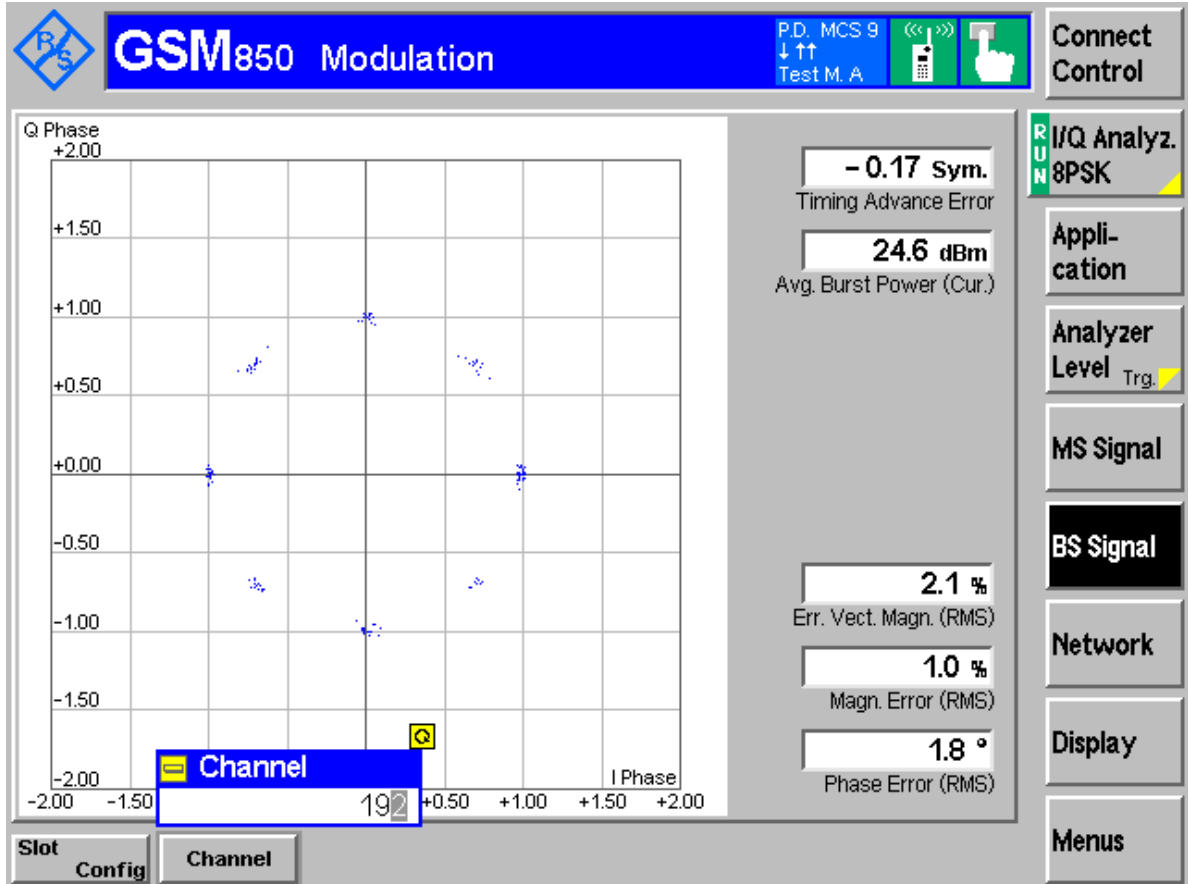 R/S
GSM850 Modulation
P.D. MCS 9
↓ ↑↑
Test M. A
Connect
Control
RUN
I/Q Analyz.
8PSK
Appli-
cation
Analyzer
Level Trg.
MS Signal
BS Signal
Network
Display
Menus
Q Phase
+2.00
+1.50
+1.00
+0.50
+0.00
-0.50
-1.00
-1.50
-2.00
I Phase
-2.00 -1.50 +0.50 +1.00 +1.50 +2.00
Q
Channel
192
-0.17 Sym.
Timing Advance Error
24.6 dBm
Avg. Burst Power (Cur.)
2.1 %
Err. Vect. Magn. (RMS)
1.0 %
Magn. Error (RMS)
1.8 °
Phase Error (RMS)
Slot
Config
Channel